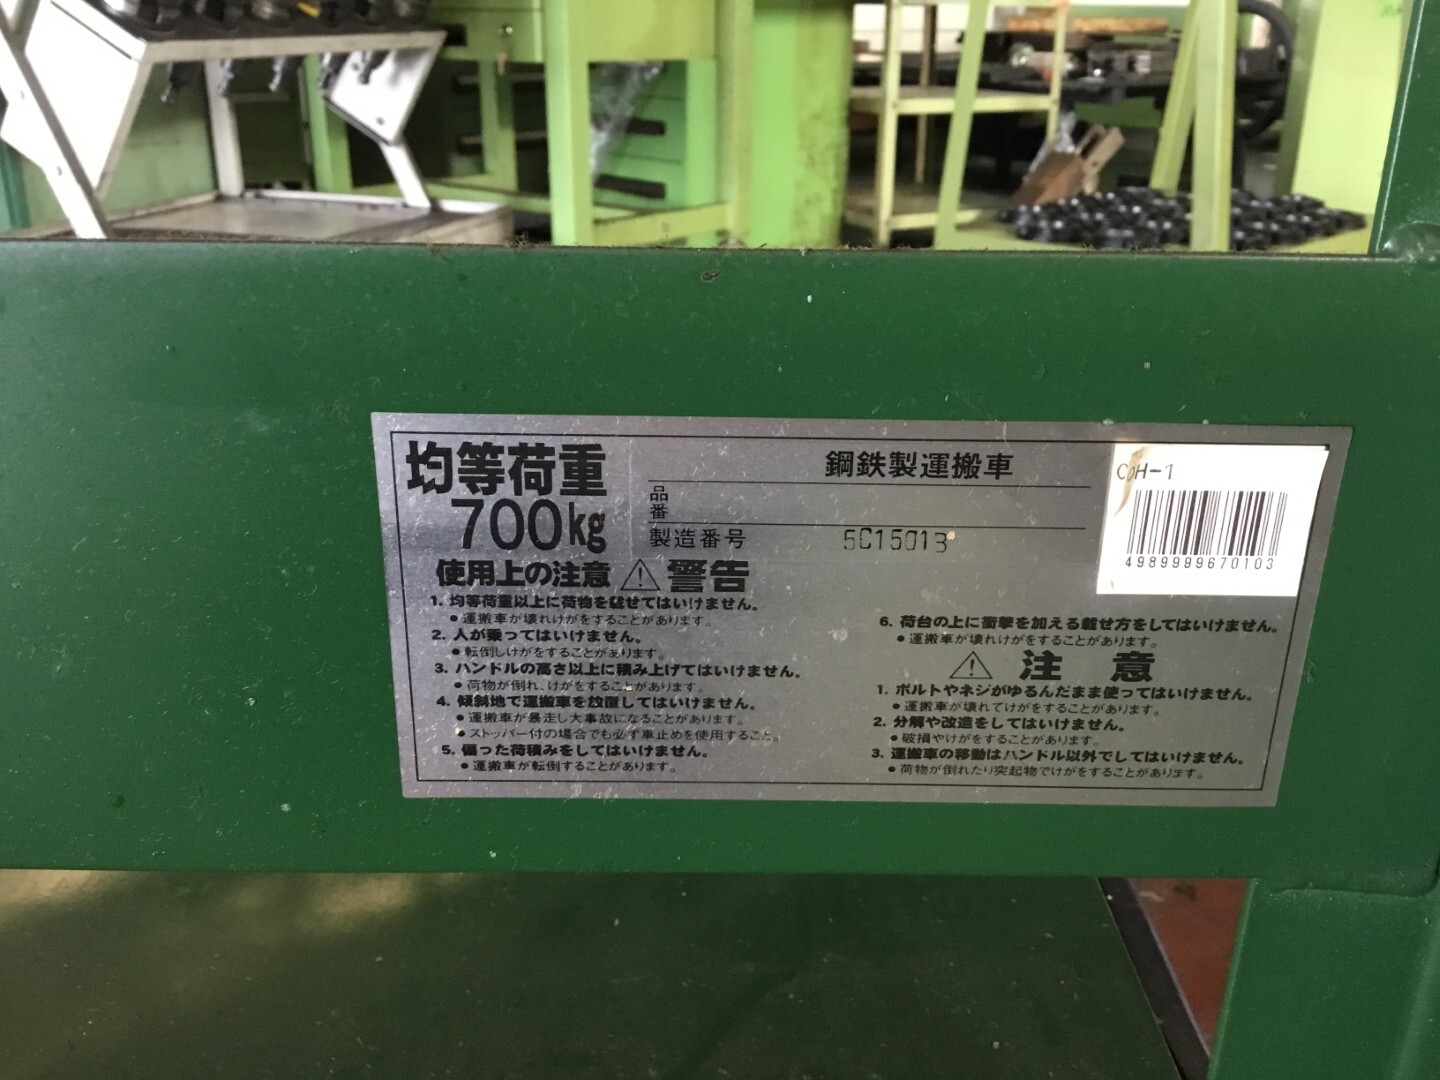 均等荷重
700kg
鋼鉄製運搬車
品番
製造番号 5C15013
4989999670103
使用上の注意 ⚠警告
1. 均等荷重以上に荷物を載せてはいけません。
●運搬車が壊れけがをすることがあります。
2. 人が乗ってはいけません。
●転倒しけがをすることがあります。
3. ハンドルの高さ以上に積み上げてはいけません。
●荷物が倒れ、けがをすることがあります。
4. 傾斜地で運搬車を放置してはいけません。
●運搬車が暴走し大事故になることがあります。
●ストッパー付の場合でも必ず車止めを使用すること。
5. 偏った荷積みをしてはいけません。
●運搬車が転倒することがあります。
6. 荷台の上に衝撃を加える載せ方をしてはいけません。
●運搬車が壊れけがをすることがあります。
⚠注意
1. ボルトやネジがゆるんだまま使ってはいけません。
●運搬車が壊れてけがをすることがあります。
2. 分解や改造をしてはいけません。
●破損やけがをすることがあります。
3. 運搬車の移動はハンドル以外でしてはいけません。
●荷物が倒れたり突起物でけがをすることがあります。